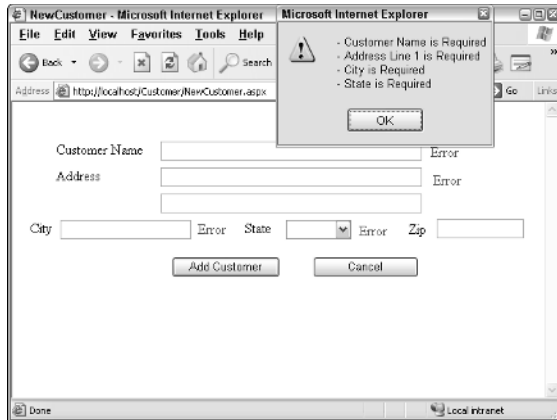 NewCustomer - Microsoft Internet Explorer
Microsoft Internet Explorer
File Edit View Favorites Tools Help
- Customer Name is Required
- Address Line 1 is Required
- City is Required
- State is Required
OK
Back Search
Address http://localhost/Customer/NewCustomer.aspx Go Links
Customer Name Error
Address Error
City Error State Error Zip
Add Customer Cancel
Done Local intranet